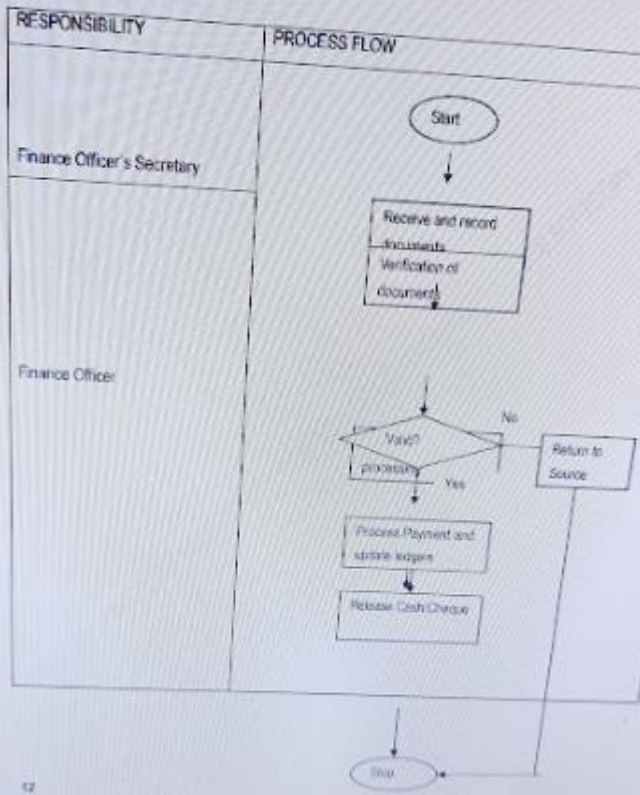 RESPONSIBILITY
PROCESS FLOW
Start
Finance Officer's Secretary
Receive and record
documents
Verification of
documents
Finance Officer
No
Valid?
processing
Return to
Source
Yes
Process Payment and
update ledgers
Release Cash/Cheque
Stop
12